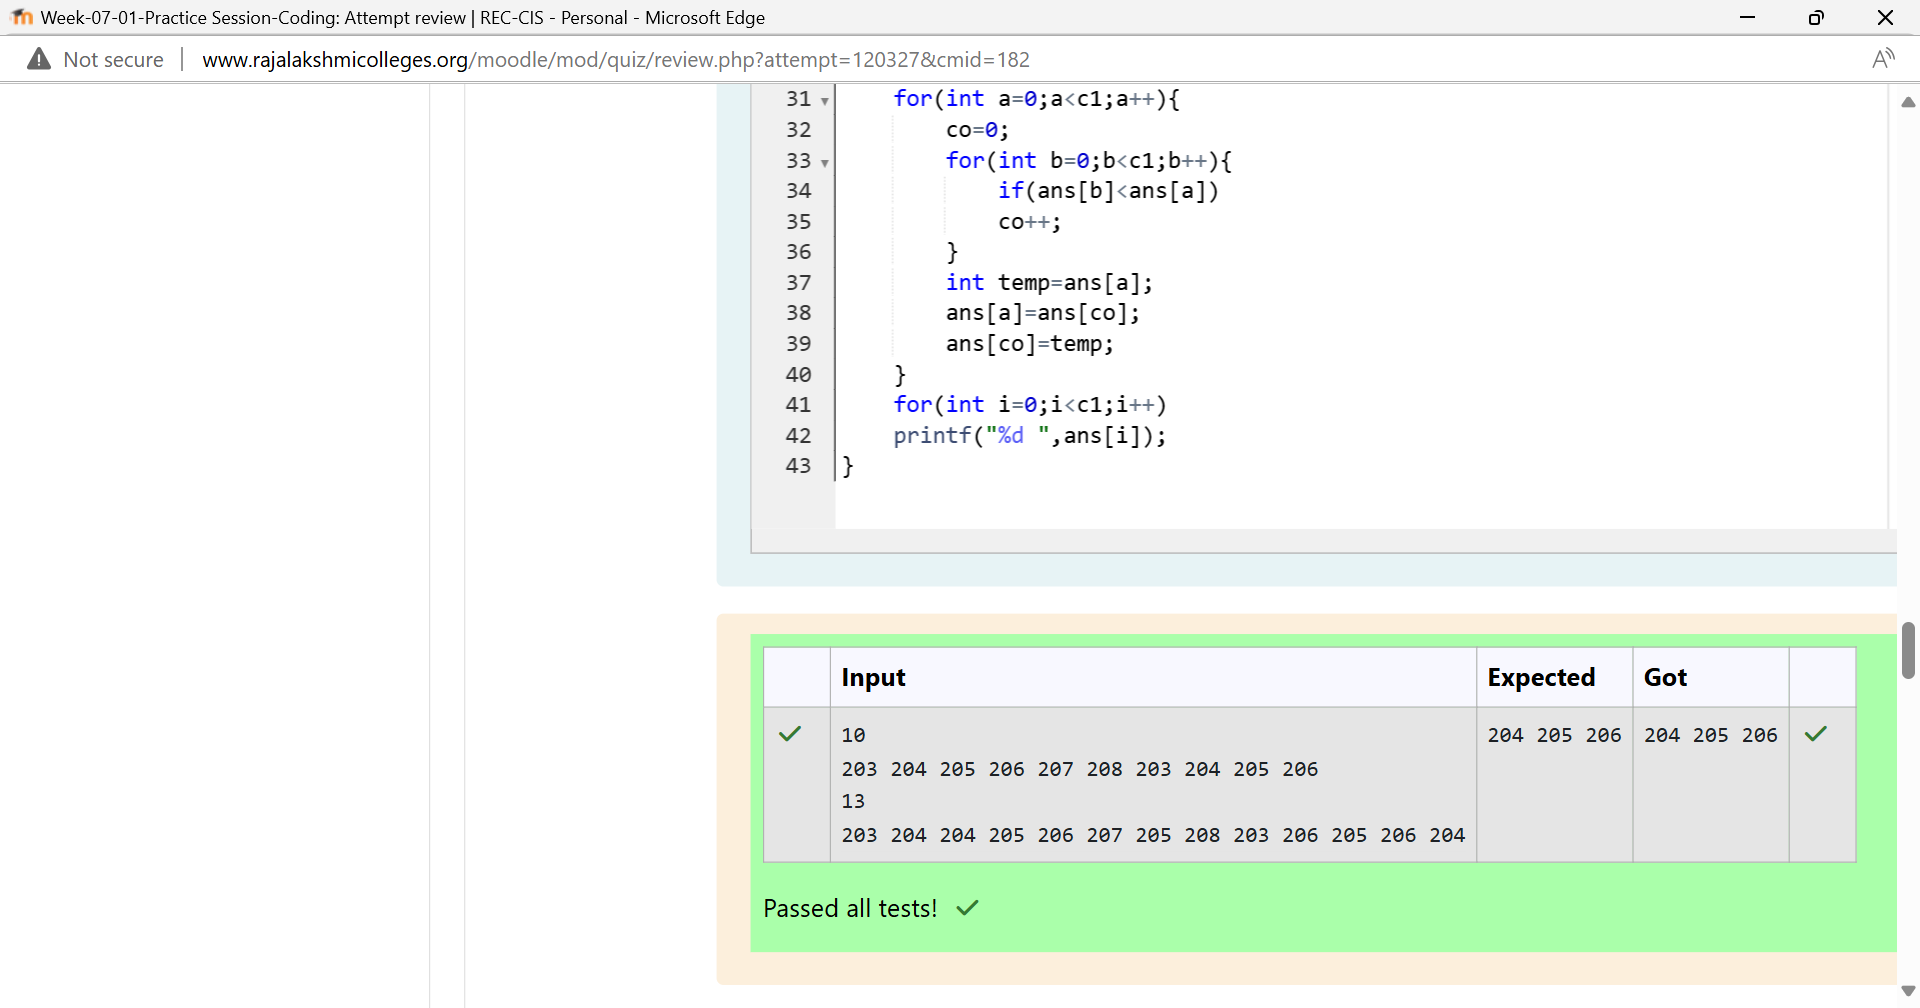 Week-07-01-Practice Session-Coding: Attempt review | REC-CIS - Personal - Microsoft Edge
Not secure | www.rajalakshmicolleges.org/moodle/mod/quiz/review.php?attempt=120327&cmid=182
31 for(int a=0;a<c1;a++){
32 co=0;
33 for(int b=0;b<c1;b++){
34 if(ans[b]<ans[a])
35 co++;
36 }
37 int temp=ans[a];
38 ans[a]=ans[co];
39 ans[co]=temp;
40 }
41 for(int i=0;i<c1;i++)
42 printf("%d ",ans[i]);
43 }
Input Expected Got
10 204 205 206 204 205 206
203 204 205 206 207 208 203 204 205 206
13
203 204 204 205 206 207 205 208 203 206 205 206 204
Passed all tests!